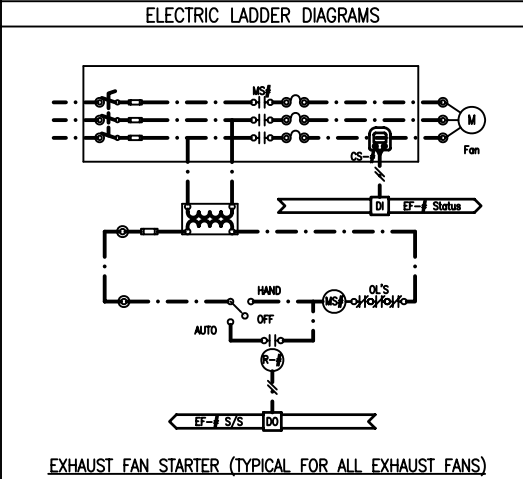 ELECTRIC LADDER DIAGRAMS
MS#
M
Fan
CS-#
DI
EF-# Status
HAND
OFF
AUTO
MS#
OL'S
R-#
EF-# S/S
DO
EXHAUST FAN STARTER (TYPICAL FOR ALL EXHAUST FANS)